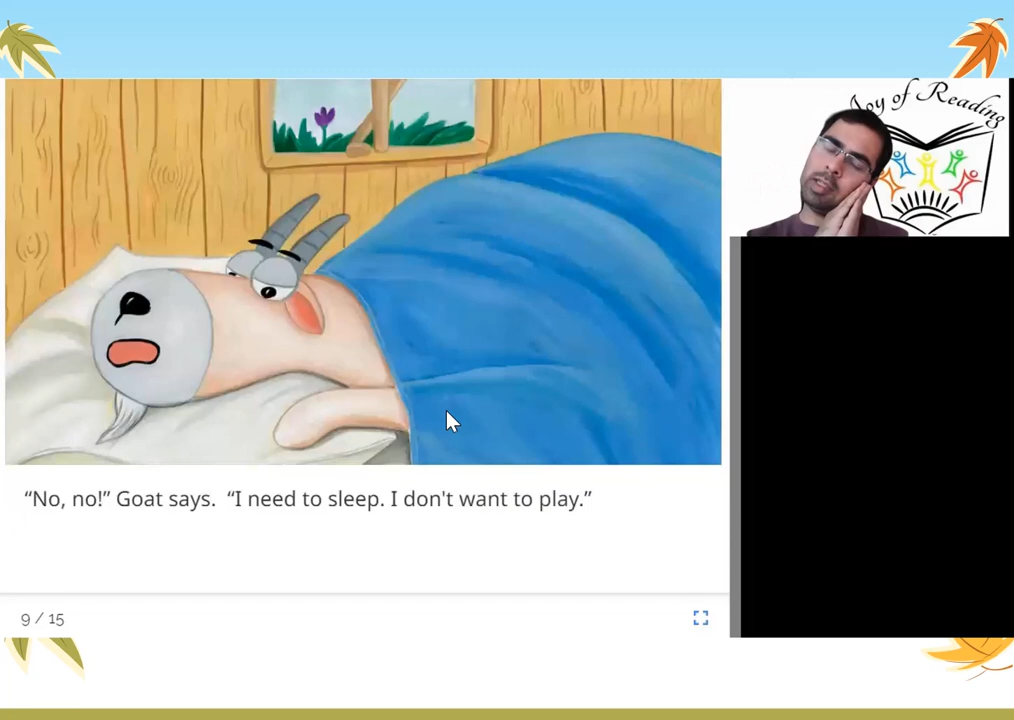 Joy of Reading
“No, no!” Goat says. “I need to sleep. I don't want to play.”
9 / 15